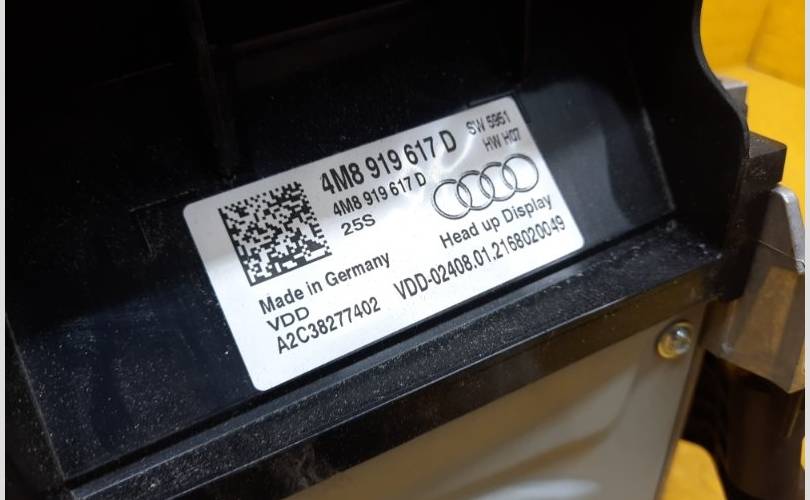 4M8 919 617 D
SW 5951
HW H07
4M8 919 617 D
25S
Head up Display
Made in Germany
VDD
VDD-02408.01.2168020049
A2C38277402